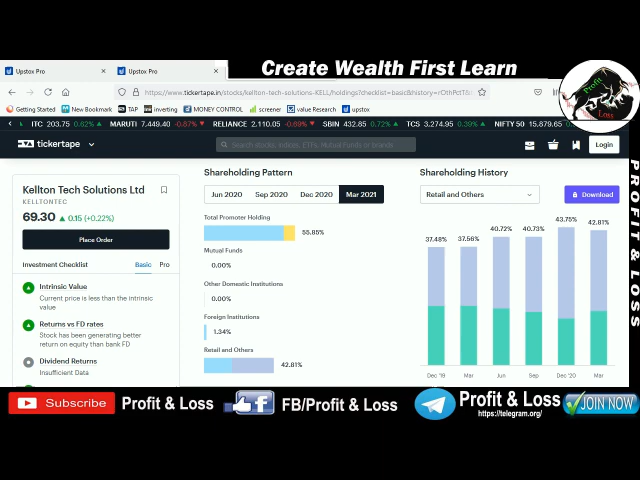 Create Wealth First Learn
Upstox Pro
Upstox Pro
https://www.tickertape.in/stocks/kellton-tech-solutions-KELL/holdings?checklist=basic&history=rOthPctT&
Getting Started
New Bookmark
TAP
inverting
MONEY CONTROL
screener
value Research
upstox
ITC 203.75 0.62%
MARUTI 7,449.40 -0.87%
RELIANCE 2,110.05 -0.69%
SBIN 432.85 0.72%
TCS 3,274.95 0.39%
NIFTY 50 15,879.65
Profit
Loss
tickertape
Search stocks, indices, ETFs, Mutual Funds or brands
Login
Kellton Tech Solutions Ltd
KELLTONTEC
69.30 0.15 (+0.22%)
Place Order
Investment Checklist
Basic
Pro
Intrinsic Value
Current price is less than the intrinsic
value
Returns vs FD rates
Stock has been generating better
return on equity than bank FD
Dividend Returns
Insufficient Data
Shareholding Pattern
Jun 2020
Sep 2020
Dec 2020
Mar 2021
Total Promoter Holding
55.85%
Mutual Funds
0.00%
Other Domestic Institutions
0.00%
Foreign Institutions
1.34%
Retail and Others
42.81%
Shareholding History
Retail and Others
Download
37.48%
37.56%
40.72%
40.73%
43.75%
42.81%
Dec '19
Mar
Jun
Sep
Dec '20
Mar
PROFIT & LOSS
Subscribe
Profit & Loss
FB/Profit & Loss
Profit & Loss
https://telegram.org/
JOIN NOW